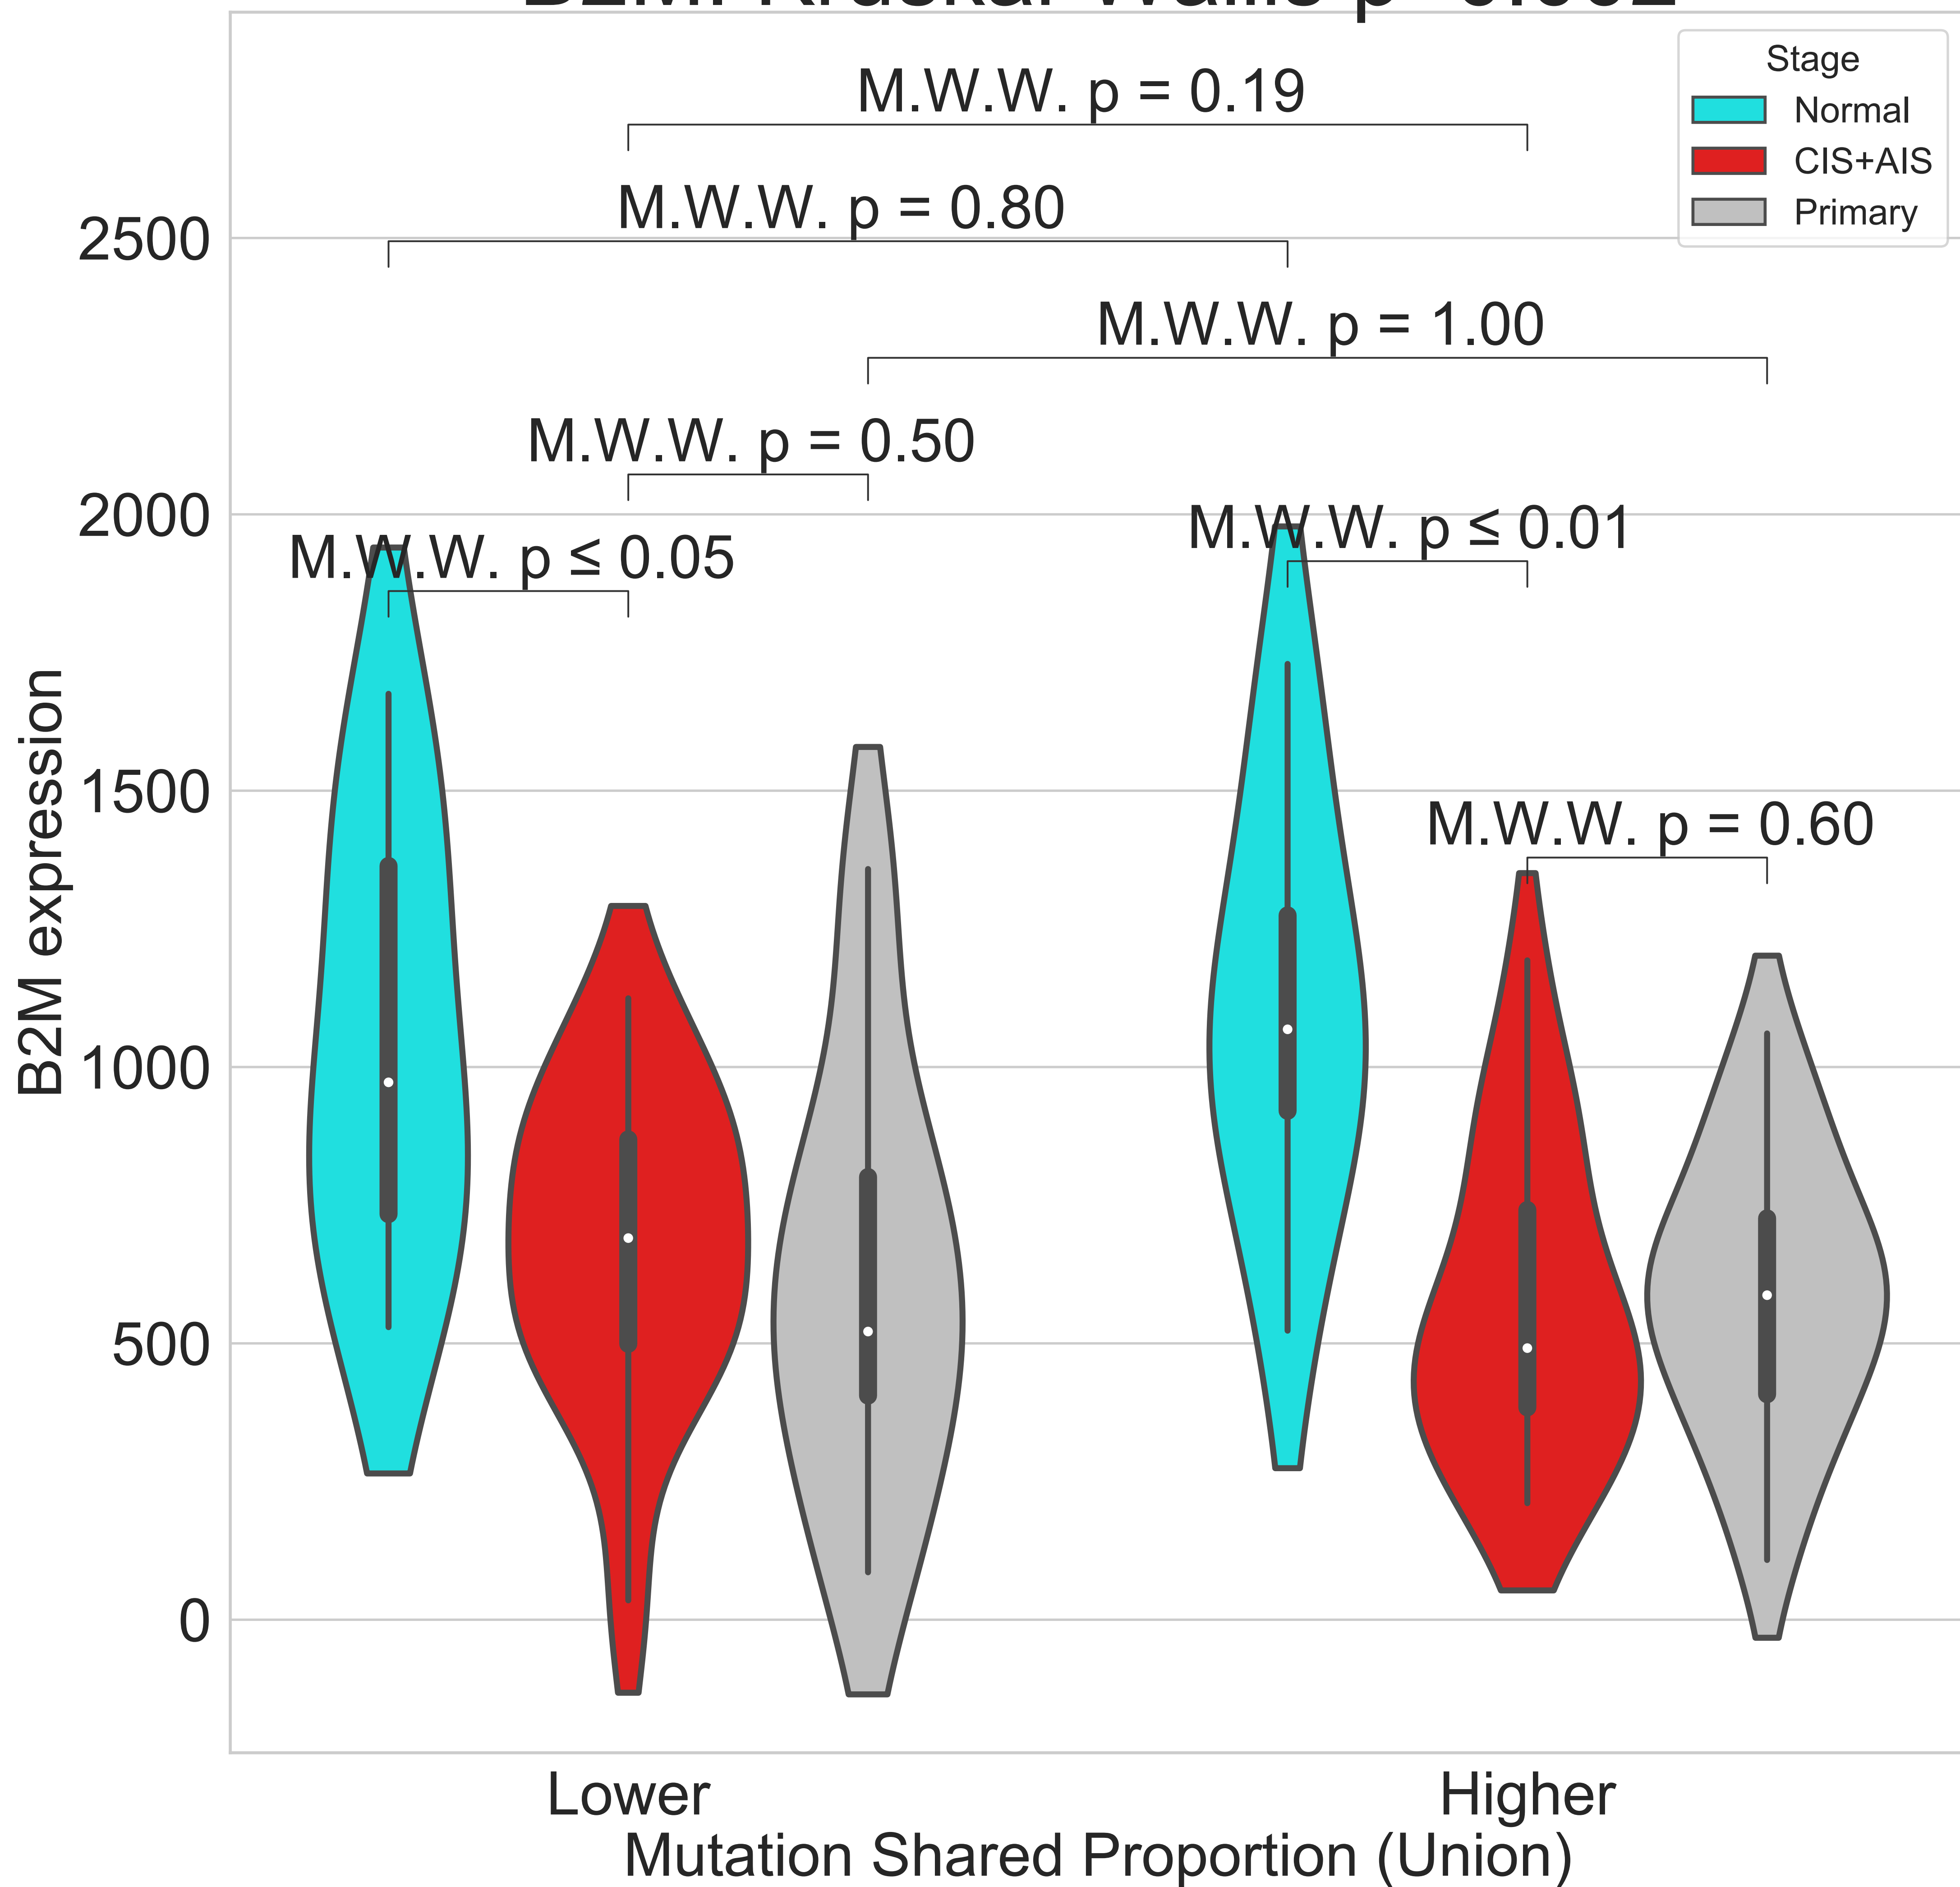 Stage
Normal
CIS+AIS
Primary
M.W.W. p = 0.19
M.W.W. p = 0.80
M.W.W. p = 1.00
M.W.W. p = 0.50
M.W.W. p ≤ 0.01
M.W.W. p ≤ 0.05
M.W.W. p = 0.60
B2M expression
2500
2000
1500
1000
500
0
Lower
Higher
Mutation Shared Proportion (Union)